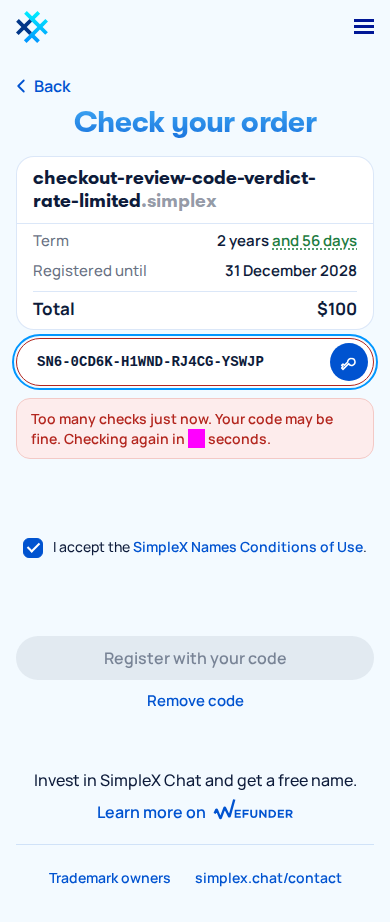 Back
Check your order
checkout-review-code-verdict-
rate-limited.simplex
Term 2 years and 56 days
Registered until 31 December 2028
Total $100
SN6-0CD6K-H1WND-RJ4CG-YSWJP
Too many checks just now. Your code may be
fine. Checking again in seconds.
I accept the SimpleX Names Conditions of Use.
Register with your code
Remove code
Invest in SimpleX Chat and get a free name.
Learn more on WEFUNDER
Trademark owners simplex.chat/contact